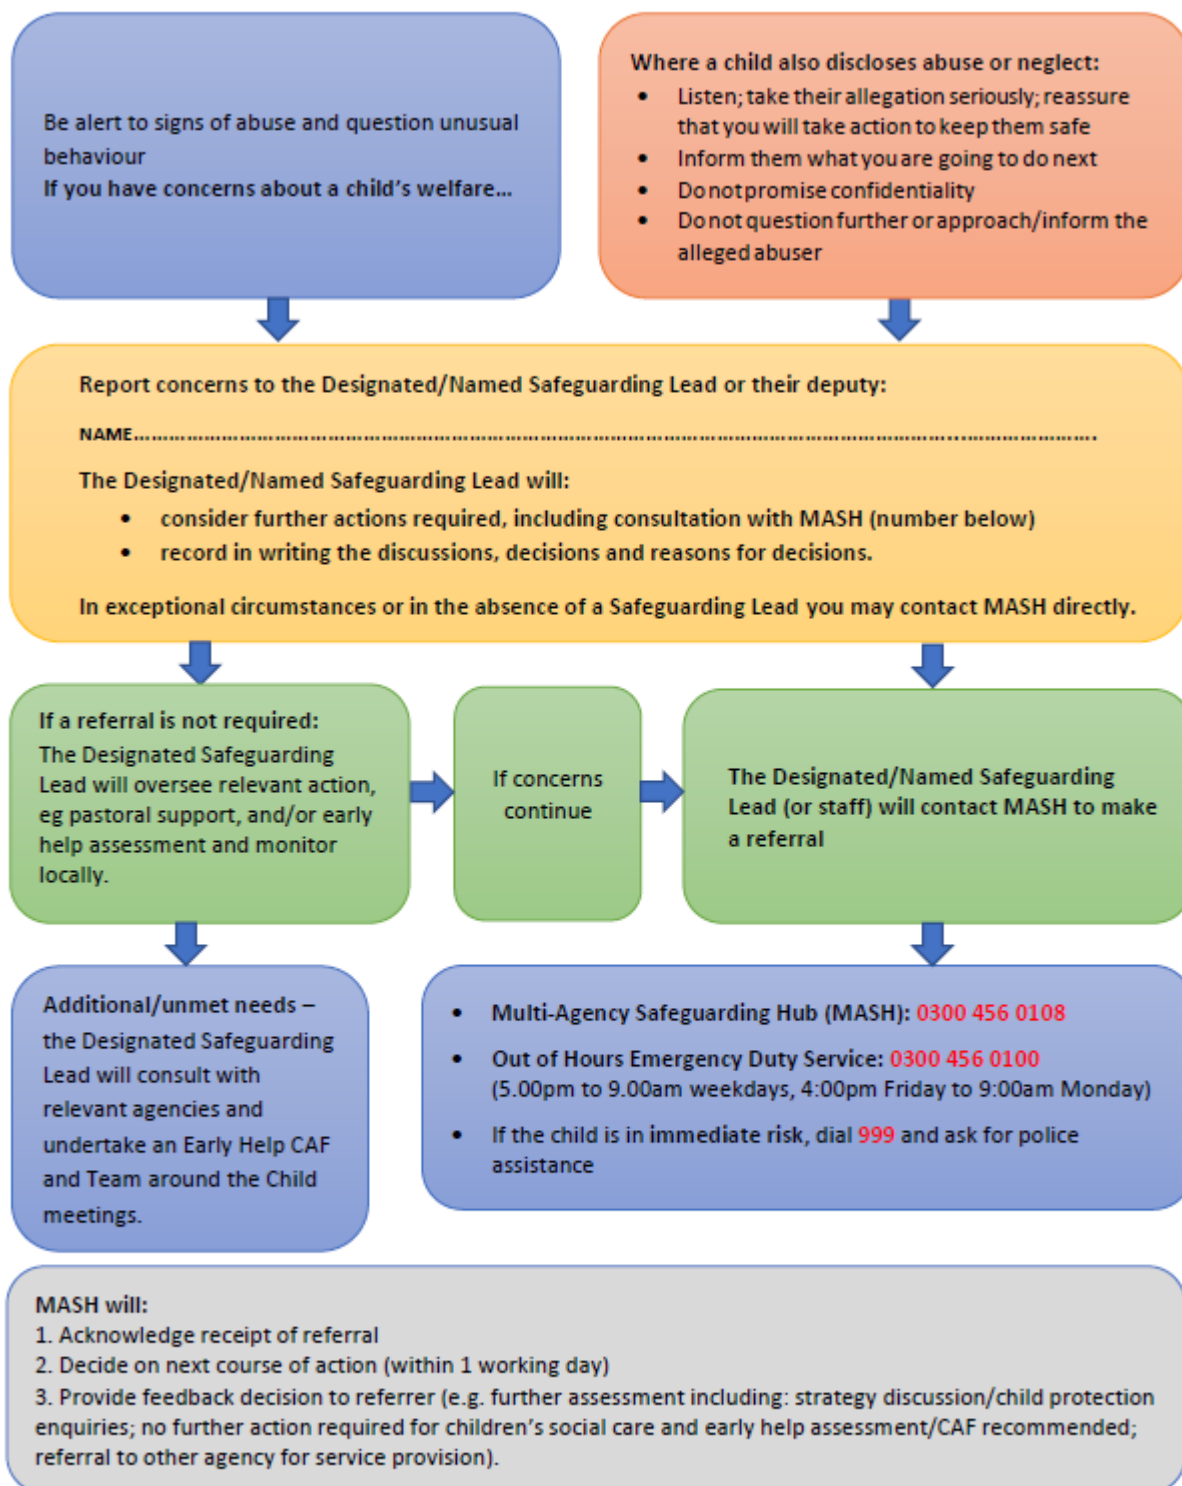 Be alert to signs of abuse and question unusual
behaviour
If you have concerns about a child's welfare...
Where a child also discloses abuse or neglect:
• Listen; take their allegation seriously; reassure
that you will take action to keep them safe
• Inform them what you are going to do next
• Do not promise confidentiality
• Do not question further or approach/inform the
alleged abuser
Report concerns to the Designated/Named Safeguarding Lead or their deputy:
NAME……………………………………………………………………………………………………………………………...………………….
The Designated/Named Safeguarding Lead will:
• consider further actions required, including consultation with MASH (number below)
• record in writing the discussions, decisions and reasons for decisions.
In exceptional circumstances or in the absence of a Safeguarding Lead you may contact MASH directly.
If a referral is not required:
The Designated Safeguarding
Lead will oversee relevant action,
eg pastoral support, and/or early
help assessment and monitor
locally.
If concerns
continue
The Designated/Named Safeguarding
Lead (or staff) will contact MASH to make
a referral
Additional/unmet needs –
the Designated Safeguarding
Lead will consult with
relevant agencies and
undertake an Early Help CAF
and Team around the Child
meetings.
• Multi-Agency Safeguarding Hub (MASH): 0300 456 0108
• Out of Hours Emergency Duty Service: 0300 456 0100
(5.00pm to 9.00am weekdays, 4:00pm Friday to 9:00am Monday)
• If the child is in immediate risk, dial 999 and ask for police
assistance
MASH will:
1. Acknowledge receipt of referral
2. Decide on next course of action (within 1 working day)
3. Provide feedback decision to referrer (e.g. further assessment including: strategy discussion/child protection
enquiries; no further action required for children's social care and early help assessment/CAF recommended;
referral to other agency for service provision).